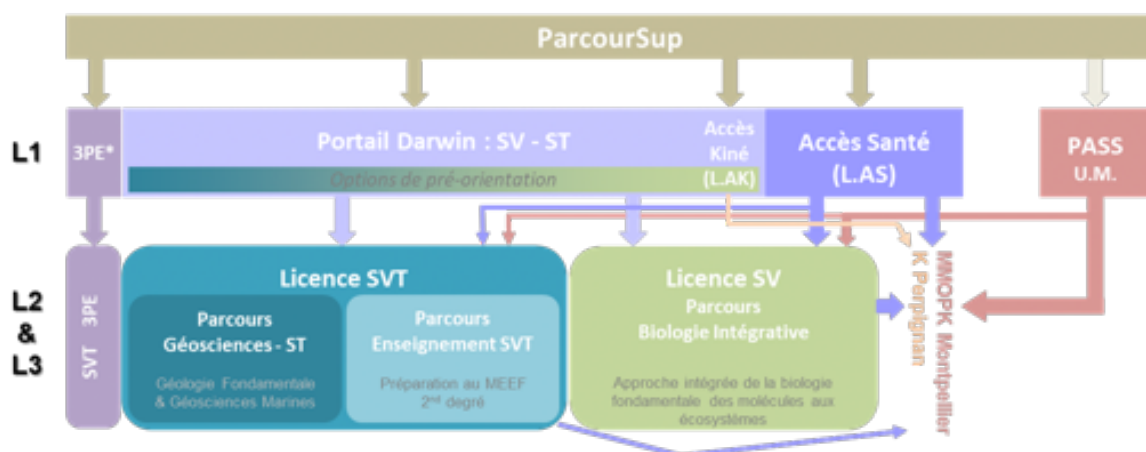 ParcourSup
L1
3PE*
Portail Darwin : SV - ST
Options de pré-orientation
Accès
Kiné
(L.AK)
Accès Santé
(L.AS)
PASS
U.M.
L2
&
L3
SVT 3PE
Licence SVT
Parcours
Géosciences - ST
Géologie Fondamentale
& Géosciences Marines
Parcours
Enseignement SVT
Préparation au MEEF
2nd degré
Licence SV
Parcours
Biologie Intégrative
Approche intégrée de la biologie
fondamentale des molécules aux
écosystèmes
K Perpignan
MMOPK Montpellier